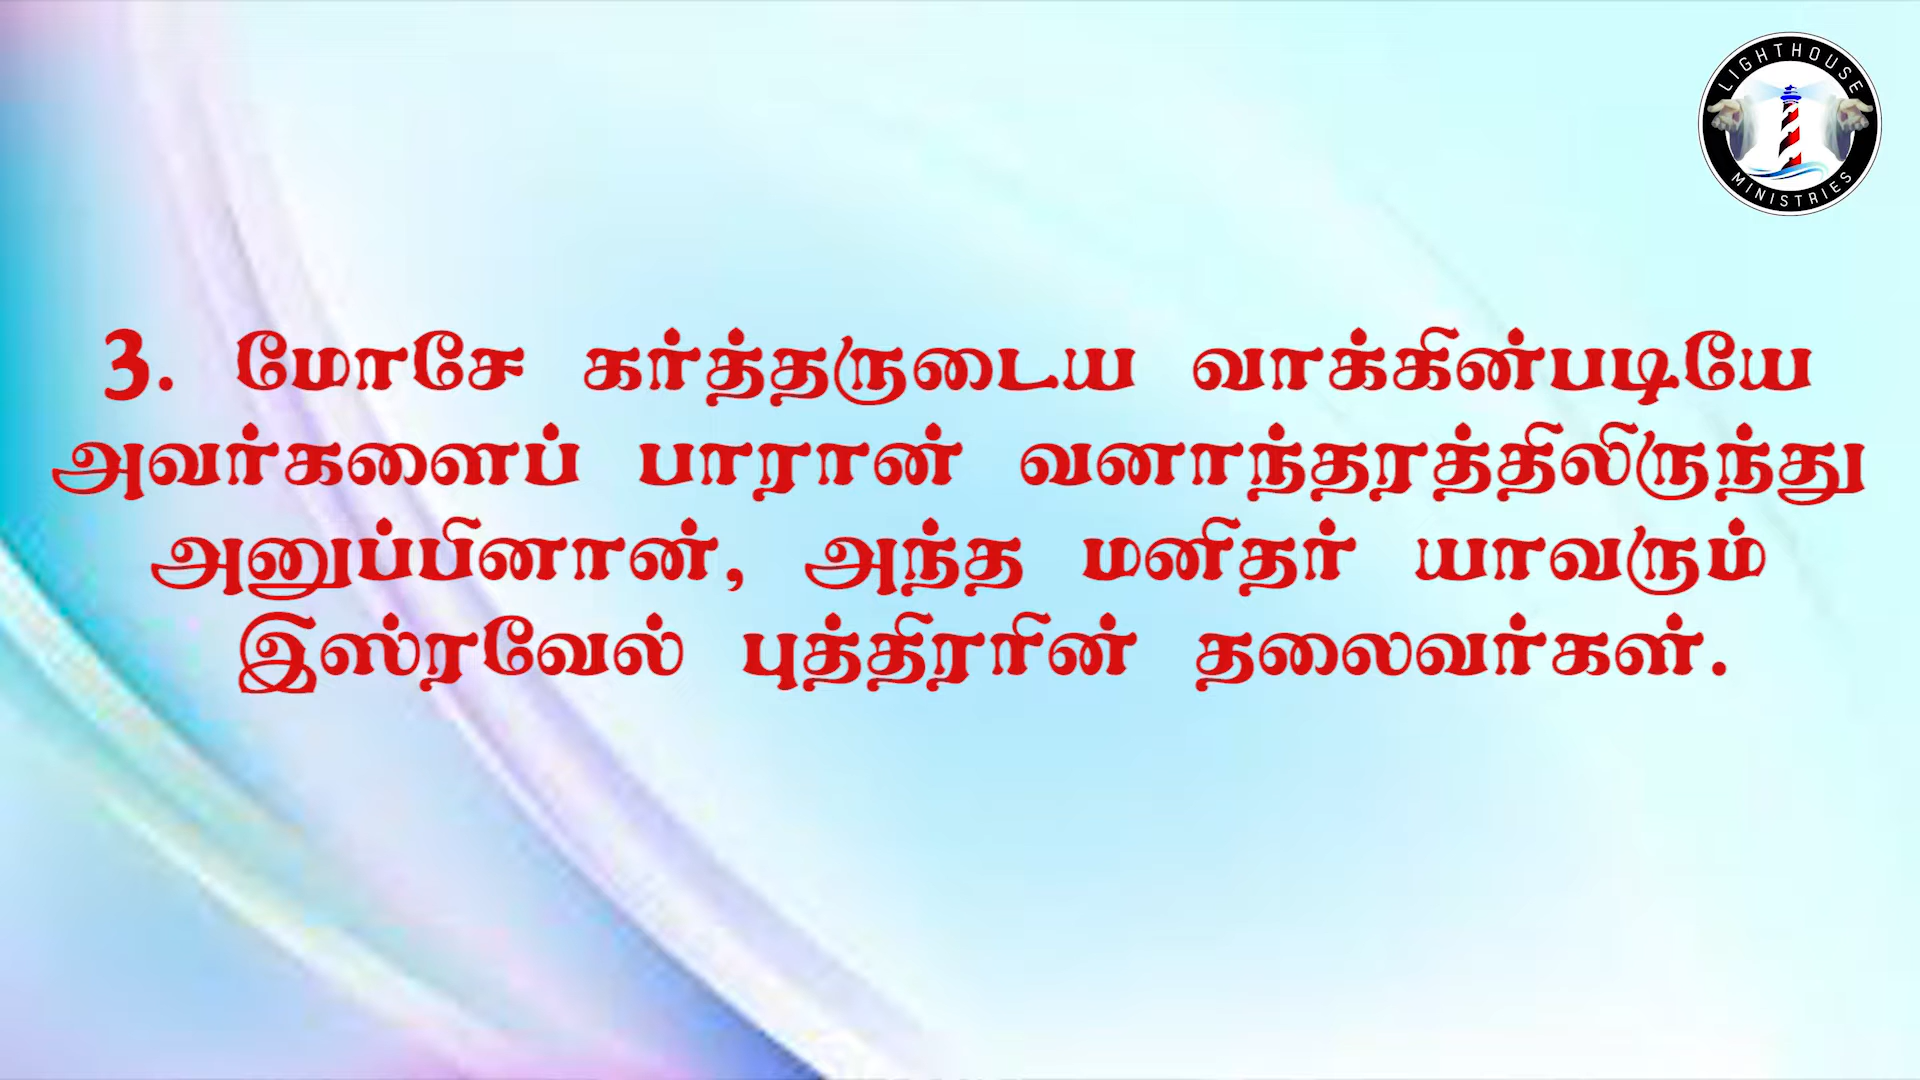 LIGHTHOUSE
MINISTRIES
3. மோசே கர்த்தருடைய வாக்கின்படியே
அவர்களைப் பாரான் வனாந்தரத்திலிருந்து
அனுப்பினான், அந்த மனிதர் யாவரும்
இஸ்ரவேல் புத்திரரின் தலைவர்கள்.